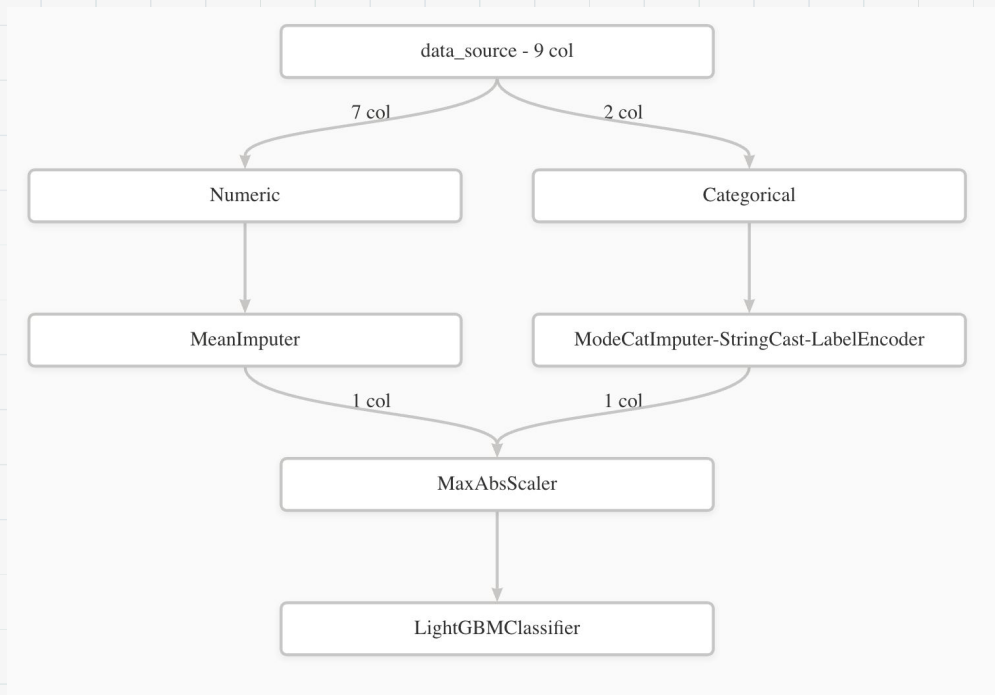 data_source - 9 col
7 col
2 col
Numeric
Categorical
MeanImputer
ModeCatImputer-StringCast-LabelEncoder
1 col
1 col
MaxAbsScaler
LightGBMClassifier